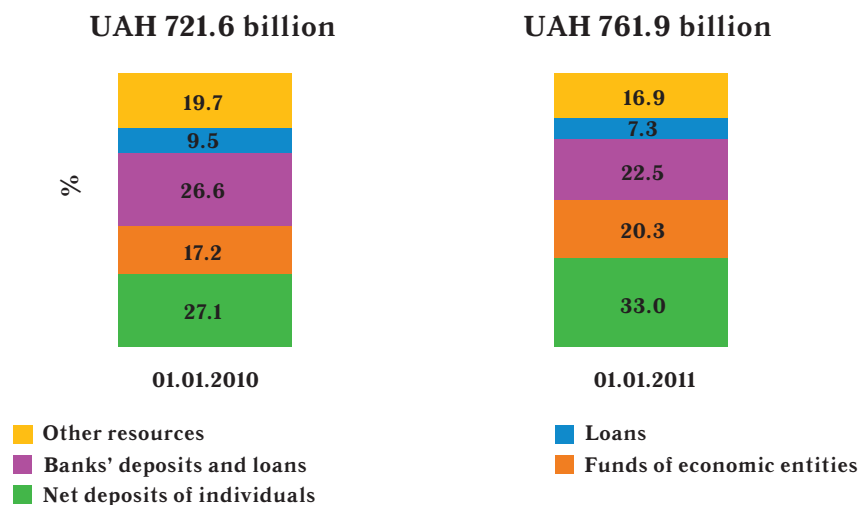 UAH 721.6 billion
UAH 761.9 billion
%
19.7
9.5
26.6
17.2
27.1
16.9
7.3
22.5
20.3
33.0
01.01.2010
01.01.2011
Other resources
Banks' deposits and loans
Net deposits of individuals
Loans
Funds of economic entities